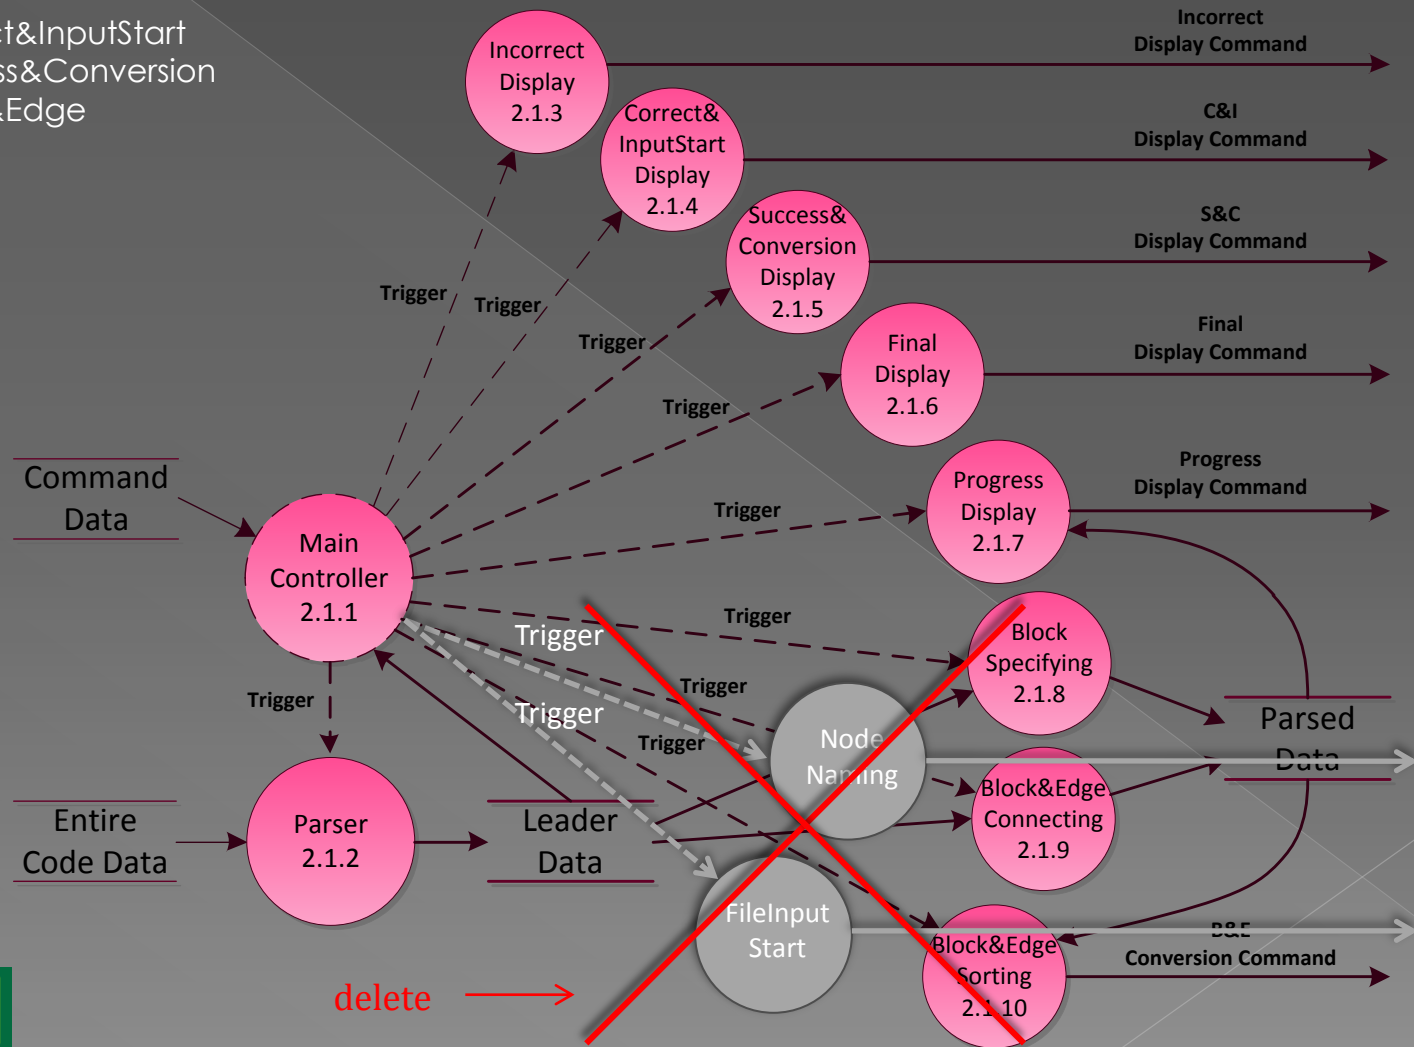 t&InputStart
ss&Conversion
&Edge
Incorrect
Display
2.1.3
Incorrect
Display Command
Correct&
InputStart
Display
2.1.4
C&I
Display Command
Success&
Conversion
Display
2.1.5
S&C
Display Command
Final
Display
2.1.6
Final
Display Command
Trigger
Trigger
Trigger
Trigger
Command
Data
Main
Controller
2.1.1
Trigger
Progress
Display
2.1.7
Progress
Display Command
Trigger
Trigger
Block
Specifying
2.1.8
Trigger
Trigger
Trigger
Trigger
Node
Naming
Parsed
Data
Entire
Code Data
Parser
2.1.2
Leader
Data
Block&Edge
Connecting
2.1.9
FileInput
Start
Block&Edge
Sorting
2.1.10
B&E
Conversion Command
delete